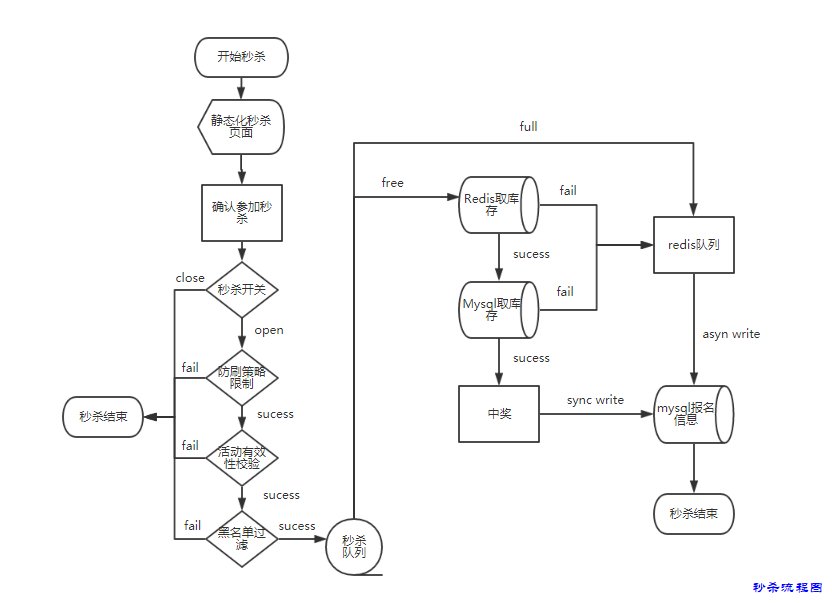 开始秒杀
静态化秒杀
页面
确认参加秒
杀
秒杀开关
close
open
防刷策略
限制
fail
sucess
秒杀结束
活动有效
性校验
fail
sucess
黑名单过
滤
fail
sucess
秒杀
队列
full
free
Redis取库
存
fail
sucess
Mysql取库
存
fail
sucess
redis队列
asyn write
中奖
sync write
mysql报名
信息
秒杀结束
秒杀流程图